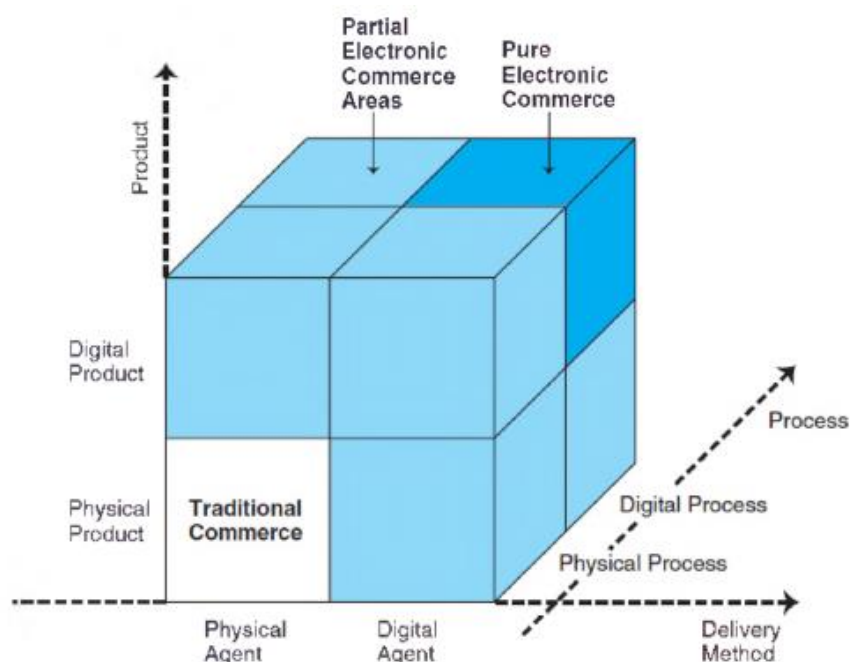 Partial
Electronic
Commerce
Areas
Pure
Electronic
Commerce
Product
Digital
Product
Physical
Product
Traditional
Commerce
Process
Digital Process
Physical Process
Physical
Agent
Digital
Agent
Delivery
Method